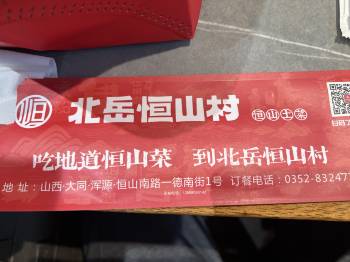 北岳·恒山村 恒山土菜
吃地道恒山菜 到北岳恒山村
地 址：山西·大同·浑源·恒山南路一德南街1号 订餐电话：0352-83247